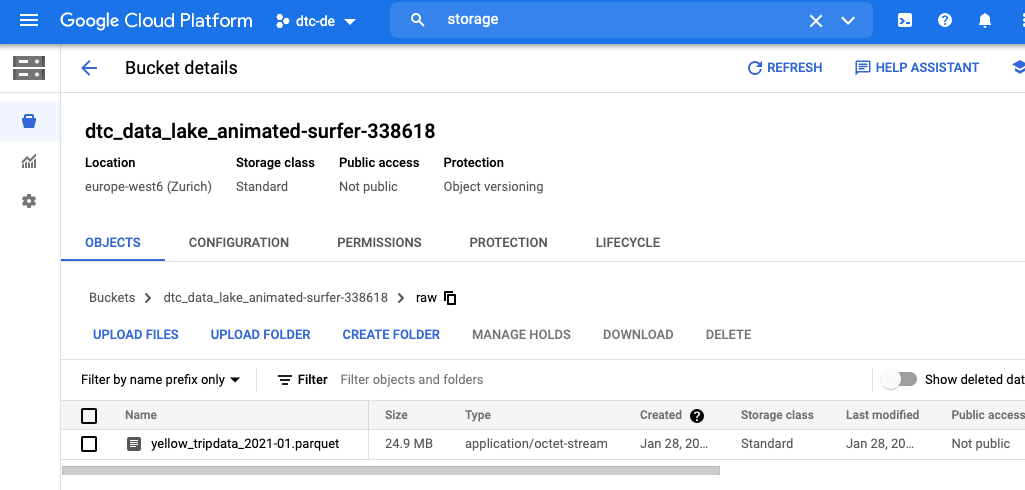 Google Cloud Platform dtc-de storage
Bucket details REFRESH HELP ASSISTANT
dtc_data_lake_animated-surfer-338618
Location Storage class Public access Protection
europe-west6 (Zurich) Standard Not public Object versioning
OBJECTS CONFIGURATION PERMISSIONS PROTECTION LIFECYCLE
Buckets > dtc_data_lake_animated-surfer-338618 > raw
UPLOAD FILES UPLOAD FOLDER CREATE FOLDER MANAGE HOLDS DOWNLOAD DELETE
Filter by name prefix only Filter Filter objects and folders Show deleted dat
Name Size Type Created Storage class Last modified Public access
yellow_tripdata_2021-01.parquet 24.9 MB application/octet-stream Jan 28, 20... Standard Jan 28, 20... Not public